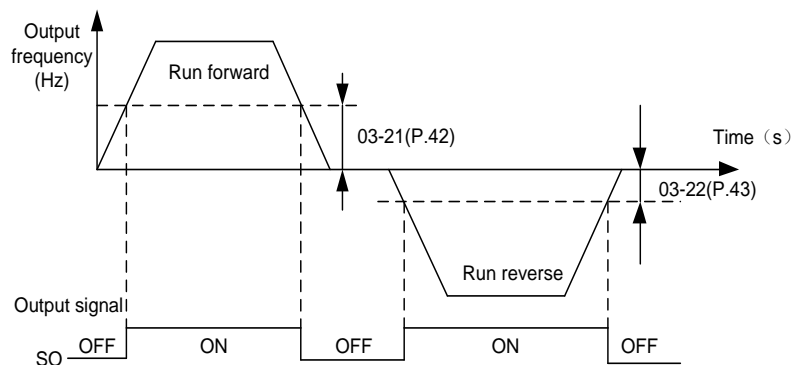 Output
frequency
(Hz)
Run forward
03-21(P.42)
Time（s）
03-22(P.43)
Run reverse
Output signal
SO OFF ON OFF ON OFF